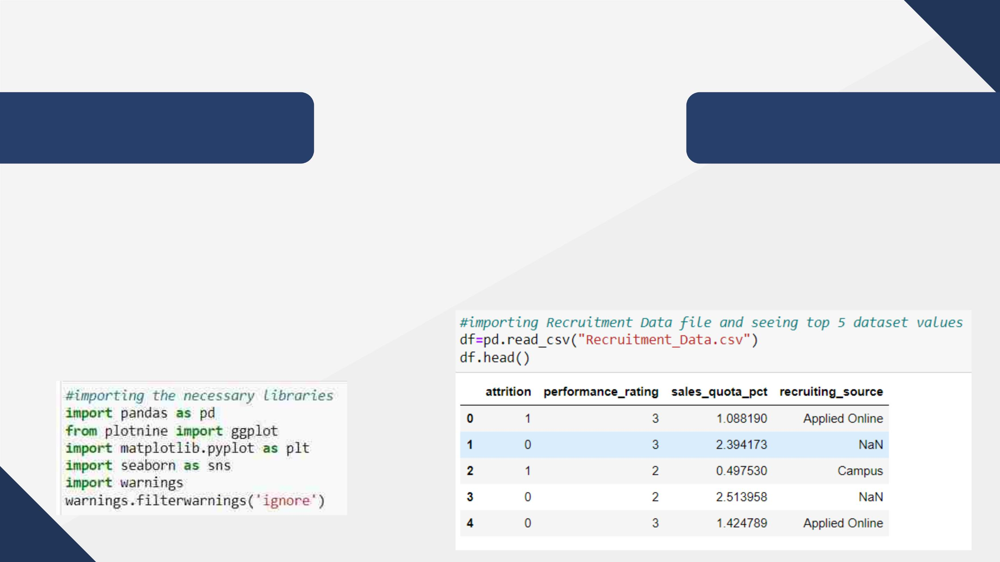 #importing the necessary libraries
import pandas as pd
from plotnine import ggplot
import matplotlib.pyplot as plt
import seaborn as sns
import warnings
warnings.filterwarnings('ignore')
#importing Recruitment Data file and seeing top 5 dataset values
df=pd.read_csv("Recruitment_Data.csv")
df.head()
attrition performance_rating sales_quota_pct recruiting_source
0 1 3 1.088190 Applied Online
1 0 3 2.394173 NaN
2 1 2 0.497530 Campus
3 0 2 2.513958 NaN
4 0 3 1.424789 Applied Online